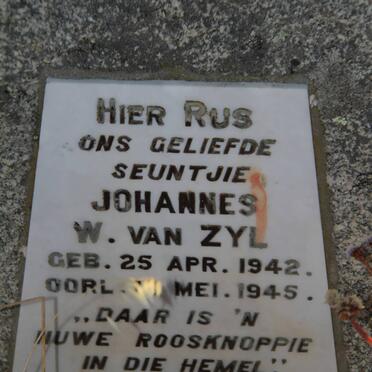 HIER RUS
ONS GELIEFDE
SEUNTJIE
JOHANNES
W. VAN ZYL
GEB. 25 APR. 1942.
OORL. MEI. 1945.
„DAAR IS 'N
NUWE ROOSKNOPPIE
IN DIE HEMEL"